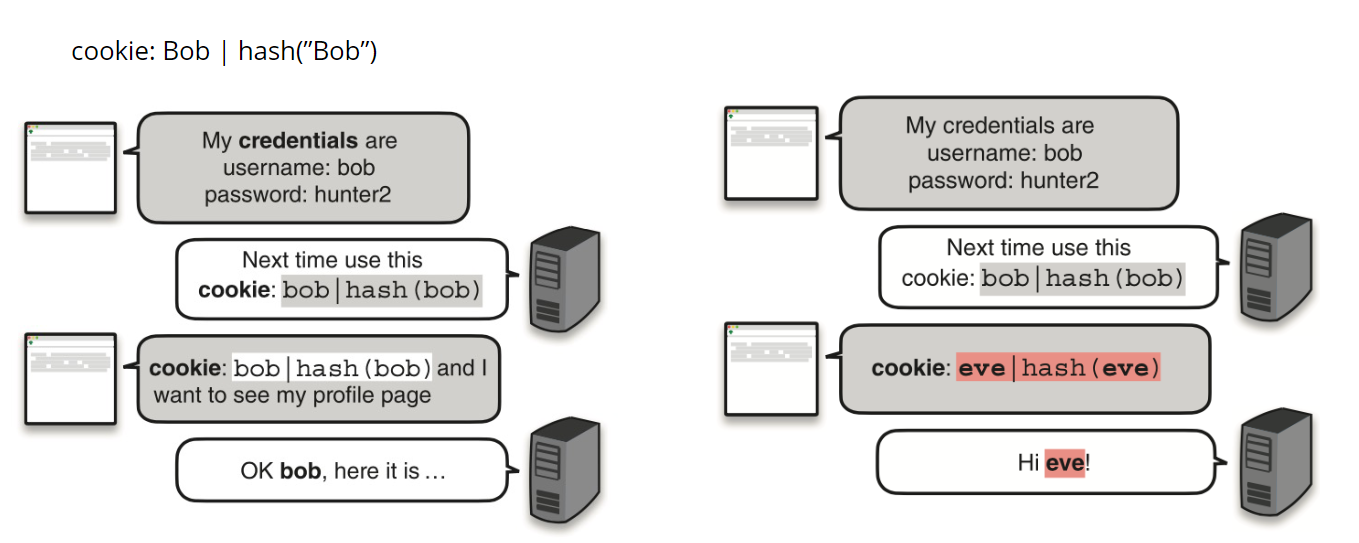 cookie: Bob | hash(”Bob”)
My credentials are
username: bob
password: hunter2
Next time use this
cookie: bob|hash(bob)
cookie: bob|hash(bob) and I
want to see my profile page
OK bob, here it is ...
My credentials are
username: bob
password: hunter2
Next time use this
cookie: bob|hash(bob)
cookie: eve|hash(eve)
Hi eve!